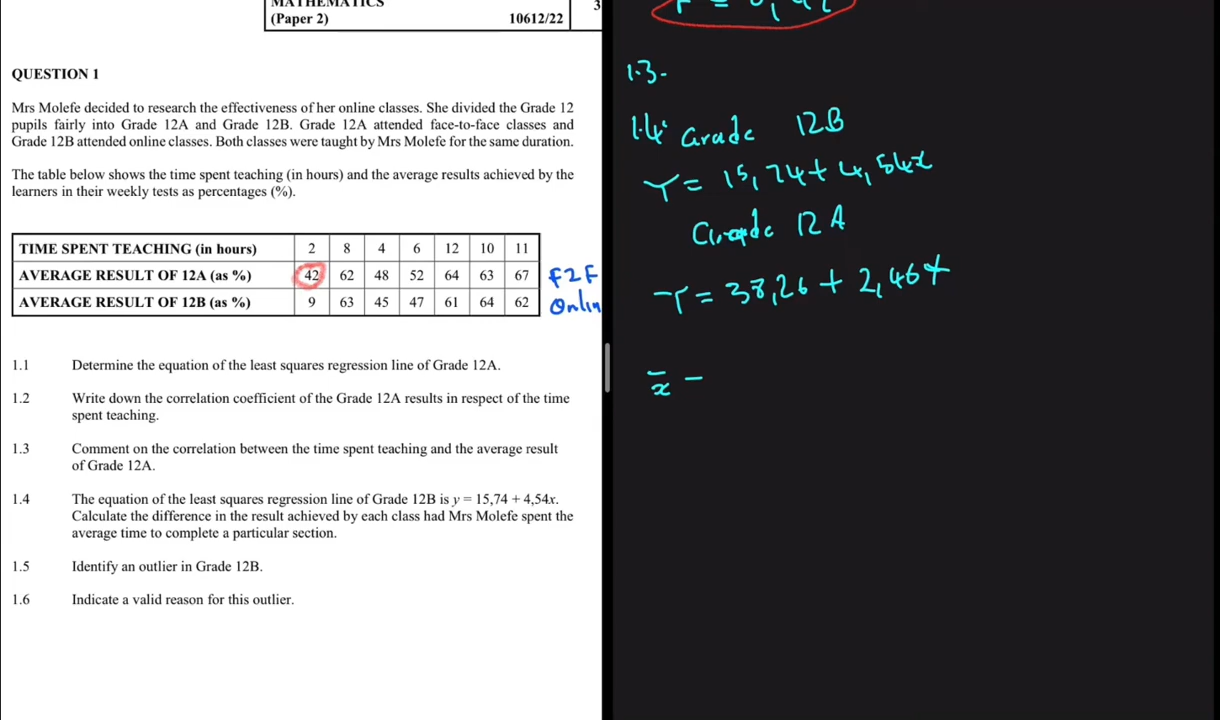 MATHEMATICS
(Paper 2)
10612/22
3
QUESTION 1
Mrs Molefe decided to research the effectiveness of her online classes. She divided the Grade 12
pupils fairly into Grade 12A and Grade 12B. Grade 12A attended face-to-face classes and
Grade 12B attended online classes. Both classes were taught by Mrs Molefe for the same duration.
The table below shows the time spent teaching (in hours) and the average results achieved by the
learners in their weekly tests as percentages (%).
TIME SPENT TEACHING (in hours) 2 8 4 6 12 10 11
AVERAGE RESULT OF 12A (as %) 42 62 48 52 64 63 67 F2F
AVERAGE RESULT OF 12B (as %) 9 63 45 47 61 64 62 Onlin
1.1 Determine the equation of the least squares regression line of Grade 12A.
1.2 Write down the correlation coefficient of the Grade 12A results in respect of the time
spent teaching.
1.3 Comment on the correlation between the time spent teaching and the average result
of Grade 12A.
1.4 The equation of the least squares regression line of Grade 12B is y = 15,74 + 4,54x.
Calculate the difference in the result achieved by each class had Mrs Molefe spent the
average time to complete a particular section.
1.5 Identify an outlier in Grade 12B.
1.6 Indicate a valid reason for this outlier.
1.3.
1.4 Grade 12B
Y = 15,74 + 4,54x
Grade 12A
Y = 38,26 + 2,46x
x̄ =